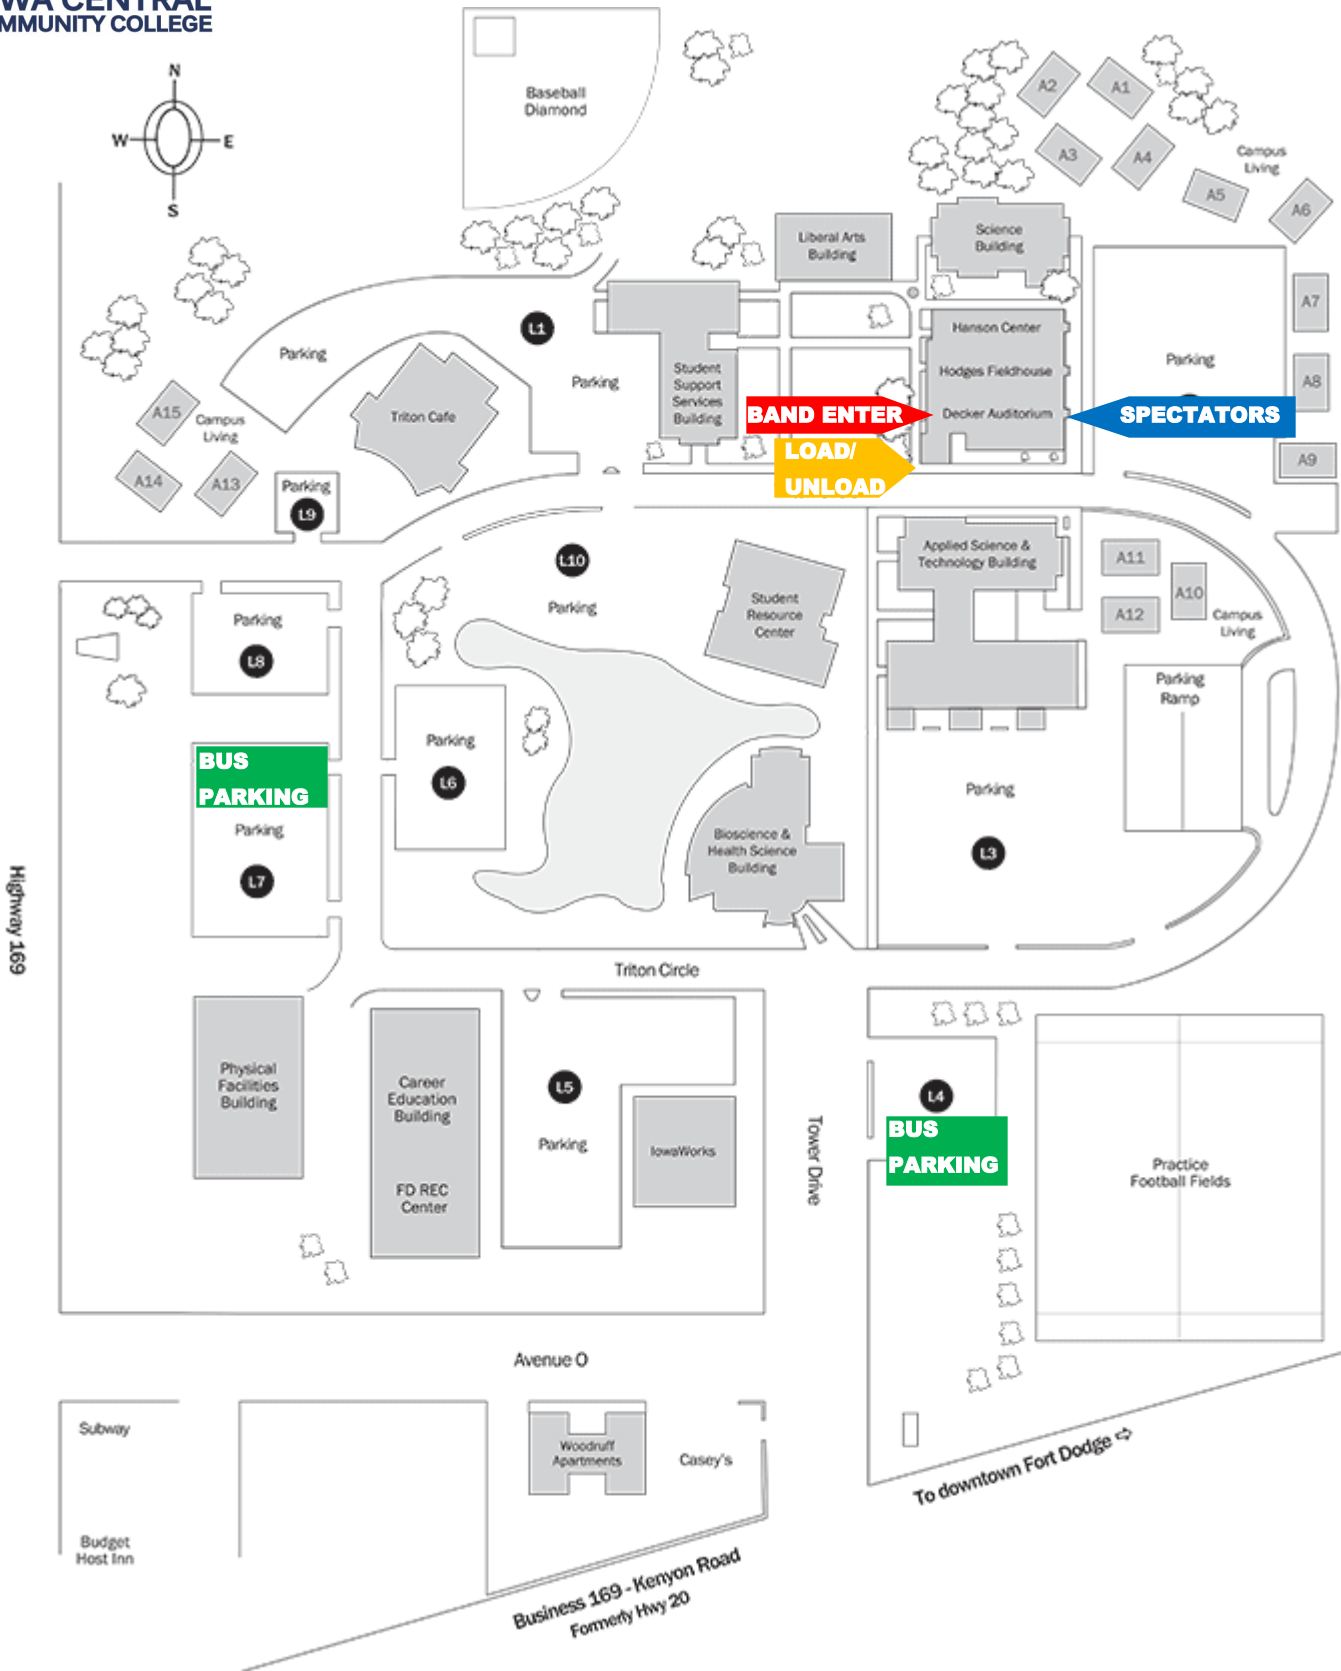 WA CENTRAL
MMUNITY COLLEGE
N
W
E
S
Baseball
Diamond
A2
A1
A3
A4
Campus
Living
A5
A6
Liberal Arts
Building
Science
Building
A7
L1
Hanson Center
Parking
Parking
Parking
Student
Support
Services
Building
Hodges Fieldhouse
A8
A15
Campus
Living
Triton Cafe
BAND ENTER
Decker Auditorium
SPECTATORS
LOAD/
UNLOAD
A9
A14
A13
Parking
L9
L10
Applied Science &
Technology Building
A11
A10
A12
Campus
Living
Parking
Student
Resource
Center
Parking
L8
Parking
Ramp
BUS
PARKING
Parking
L6
Parking
Parking
L7
Bioscience &
Health Science
Building
L3
Highway 169
Triton Circle
Physical
Facilities
Building
Career
Education
Building
L5
L4
BUS
PARKING
Parking
IowaWorks
Tower Drive
Practice
Football Fields
FD REC
Center
Avenue O
Subway
Woodruff
Apartments
Casey's
To downtown Fort Dodge ⇨
Budget
Host Inn
Business 169 - Kenyon Road
Formerly Hwy 20